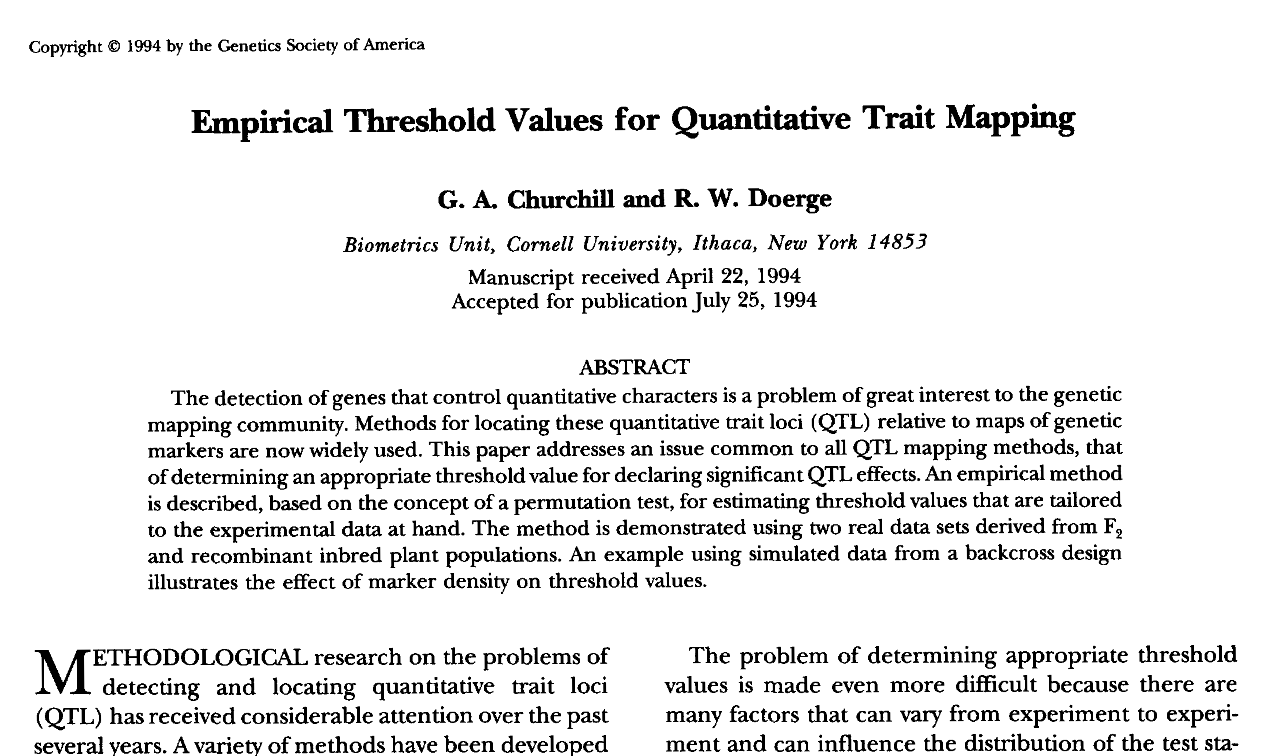 Copyright © 1994 by the Genetics Society of America
Empirical Threshold Values for Quantitative Trait Mapping
G. A. Churchill and R. W. Doerge
Biometrics Unit, Cornell University, Ithaca, New York 14853
Manuscript received April 22, 1994
Accepted for publication July 25, 1994
ABSTRACT
The detection of genes that control quantitative characters is a problem of great interest to the genetic
mapping community. Methods for locating these quantitative trait loci (QTL) relative to maps of genetic
markers are now widely used. This paper addresses an issue common to all QTL mapping methods, that
of determining an appropriate threshold value for declaring significant QTL effects. An empirical method
is described, based on the concept of a permutation test, for estimating threshold values that are tailored
to the experimental data at hand. The method is demonstrated using two real data sets derived from F₂
and recombinant inbred plant populations. An example using simulated data from a backcross design
illustrates the effect of marker density on threshold values.
METHODOLOGICAL research on the problems of
detecting and locating quantitative trait loci
(QTL) has received considerable attention over the past
several years. A variety of methods have been developed
The problem of determining appropriate threshold
values is made even more difficult because there are
many factors that can vary from experiment to experi-
ment and can influence the distribution of the test sta-